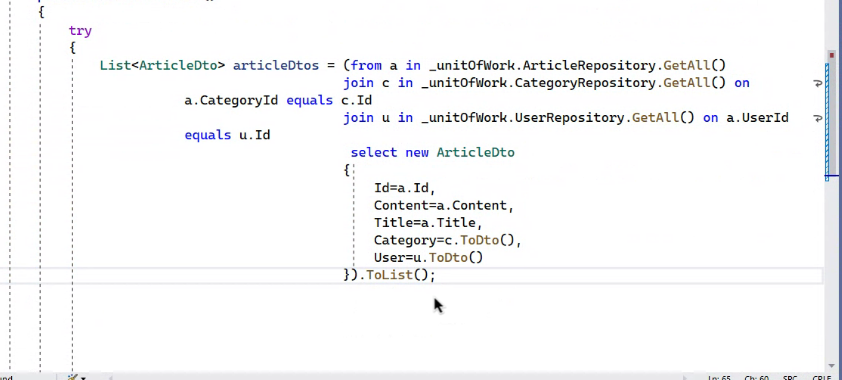 {
try
{
List<ArticleDto> articleDtos = (from a in _unitOfWork.ArticleRepository.GetAll()
join c in _unitOfWork.CategoryRepository.GetAll() on
a.CategoryId equals c.Id
join u in _unitOfWork.UserRepository.GetAll() on a.UserId
equals u.Id
select new ArticleDto
{
Id=a.Id,
Content=a.Content,
Title=a.Title,
Category=c.ToDto(),
User=u.ToDto()
}).ToList();
Ln: 65 Ch: 60 SPC CRLF